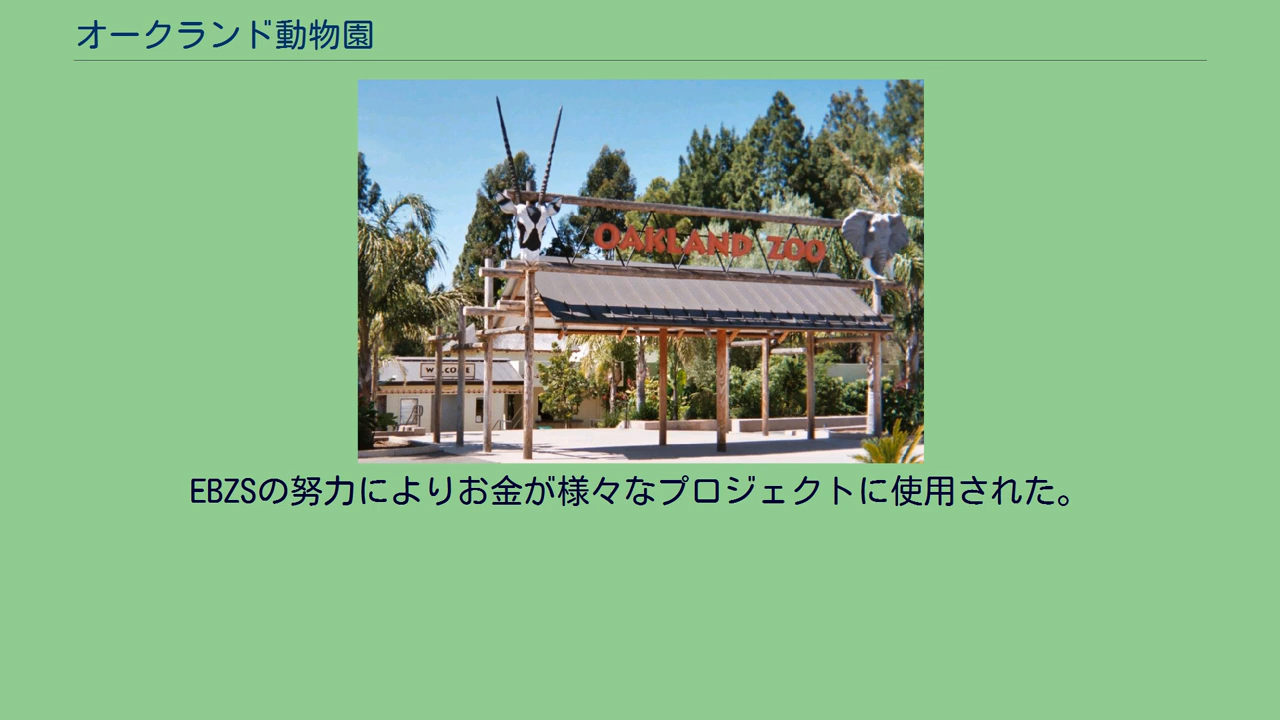 オークランド動物園
OAKLAND ZOO
WELCOME
EBZSの努力によりお金が様々なプロジェクトに使用された。